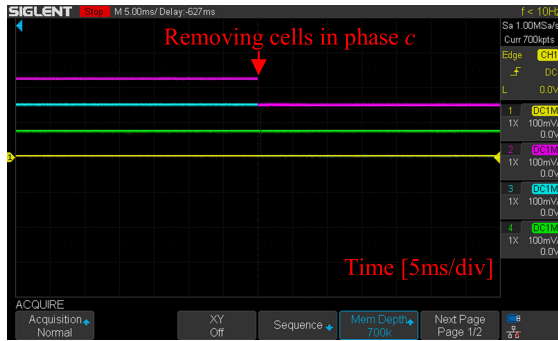 SIGLENT Stop M 5.00ms/ Delay:-627ms f < 10Hz
Sa 1.00MSa/s
Curr 700kpts
Removing cells in phase c
Edge CH1
DC
L 0.0V
1 DC1M
1X 100mV/
0.0V
2 DC1M
1X 100mV/
0.0V
3 DC1M
1X 100mV/
0.0V
4 DC1M
1X 100mV/
0.0V
1
Time [5ms/div]
ACQUIRE
Acquisition
Normal
XY
Off
Sequence
Mem Depth
700k
Next Page
Page 1/2